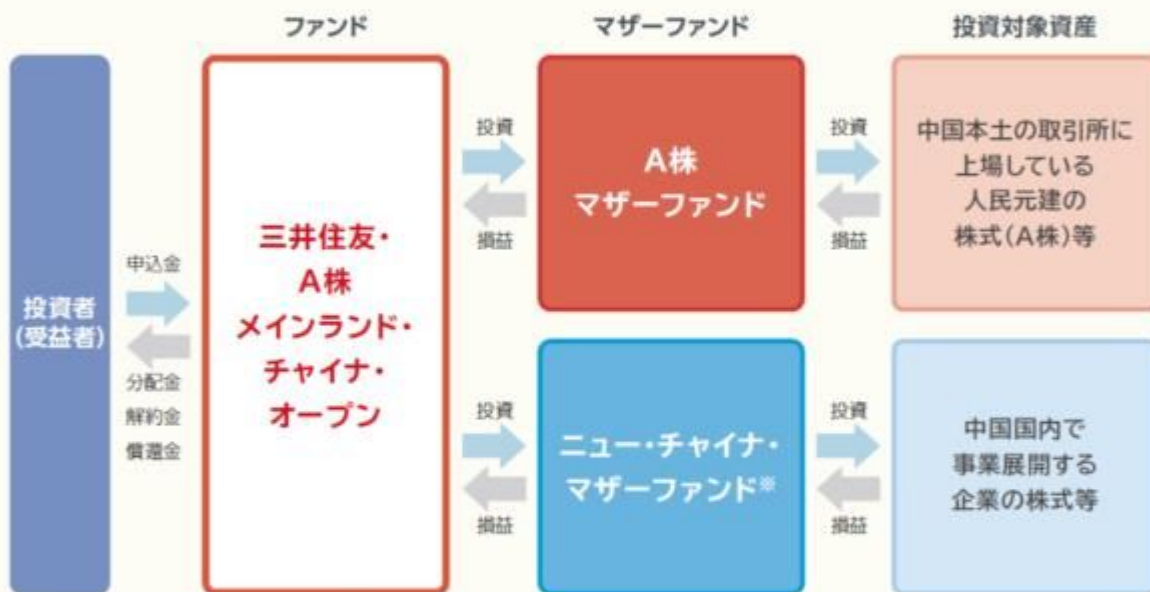 ファンド
マザーファンド
投資対象資産
投資者
(受益者)
申込金
分配金
解約金
償還金
三井住友・
A株
メインランド・
チャイナ・
オープン
投資
損益
A株
マザーファンド
投資
損益
中国本土の取引所に
上場している
人民元建の
株式(A株)等
投資
損益
ニュー・チャイナ・
マザーファンド※
投資
損益
中国国内で
事業展開する
企業の株式等